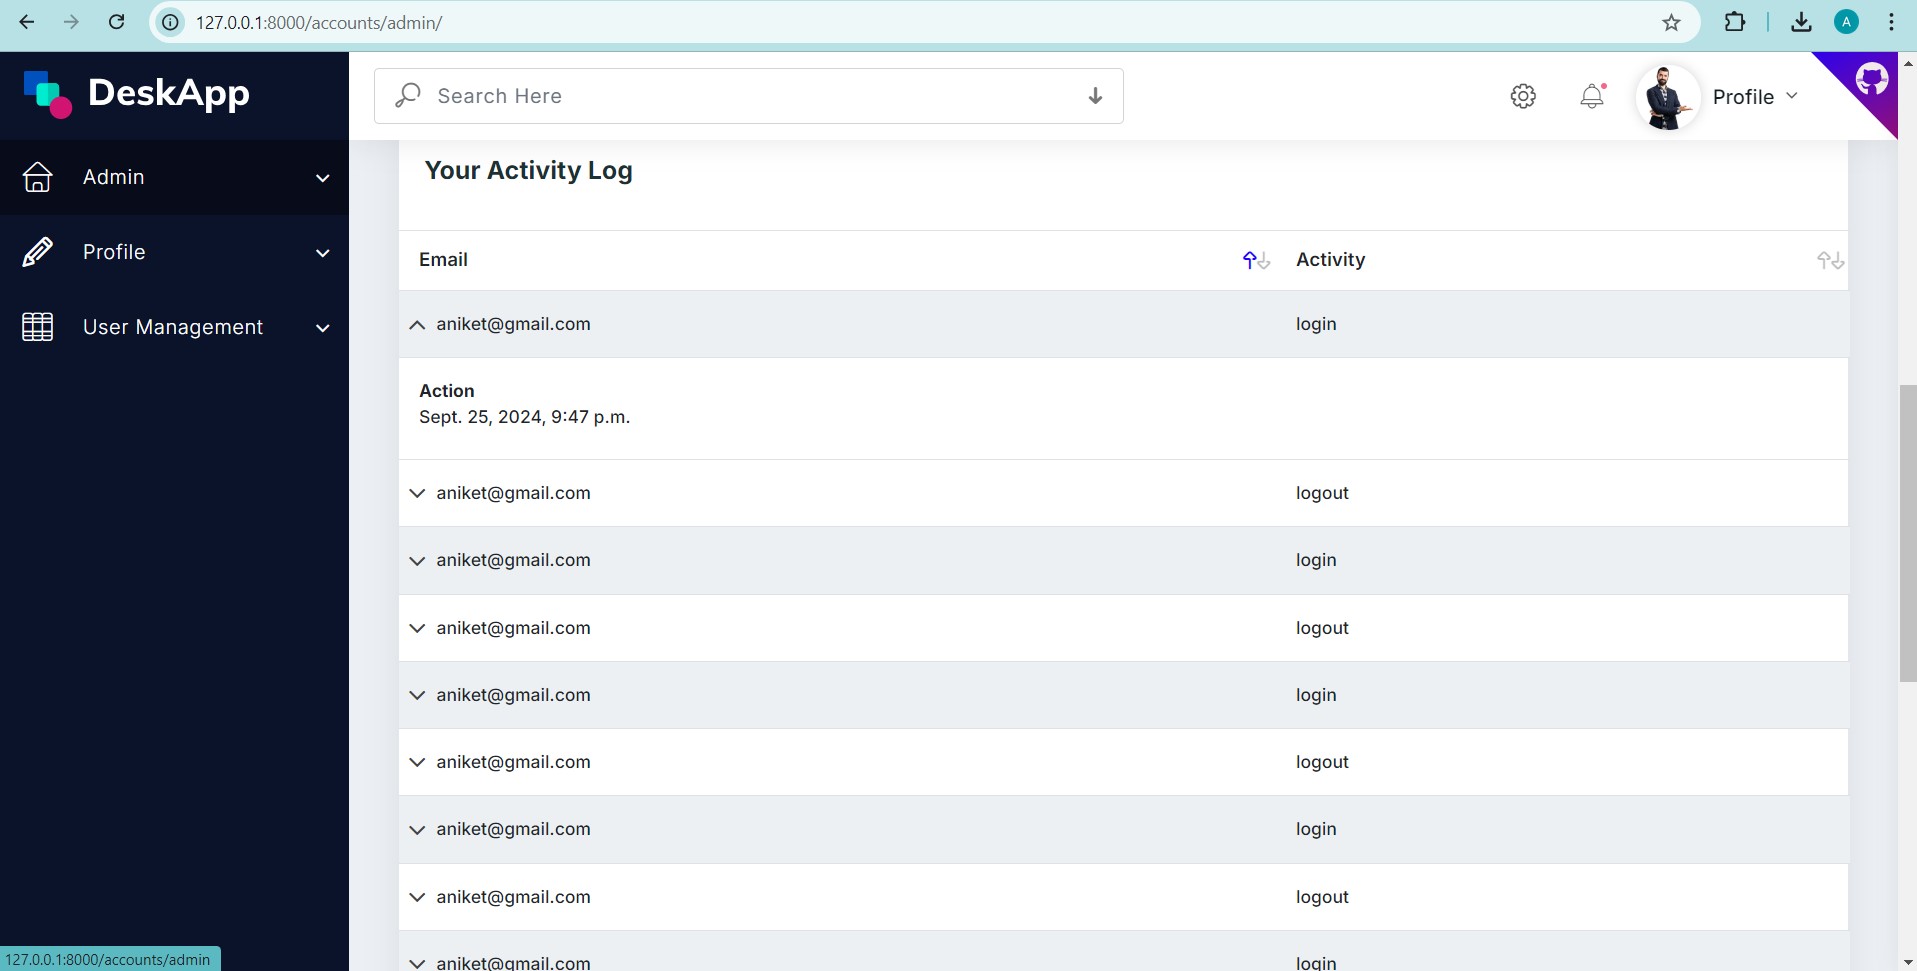 127.0.0.1:8000/accounts/admin/
A
DeskApp
Search Here
Profile
Admin
Profile
User Management
Your Activity Log
Email Activity
aniket@gmail.com login
Action
Sept. 25, 2024, 9:47 p.m.
aniket@gmail.com logout
aniket@gmail.com login
aniket@gmail.com logout
aniket@gmail.com login
aniket@gmail.com logout
aniket@gmail.com login
aniket@gmail.com logout
aniket@gmail.com login
127.0.0.1:8000/accounts/admin